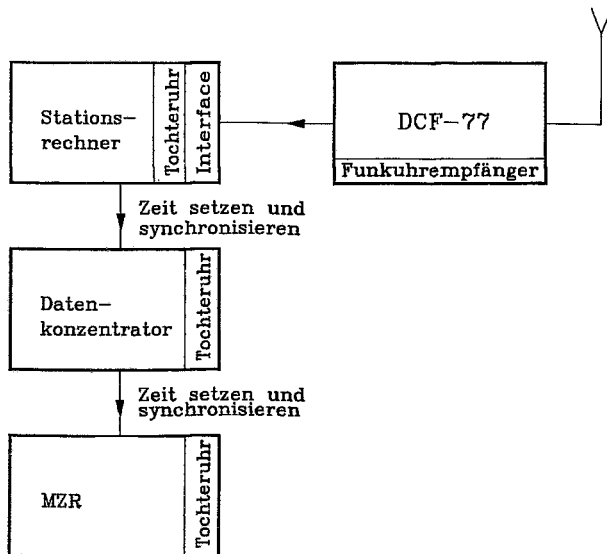 Stations-
rechner
Tochteruhr
Interface
DCF-77
Funkuhrempfänger
Zeit setzen und
synchronisieren
Daten-
konzentrator
Tochteruhr
Zeit setzen und
synchronisieren
MZR
Tochteruhr